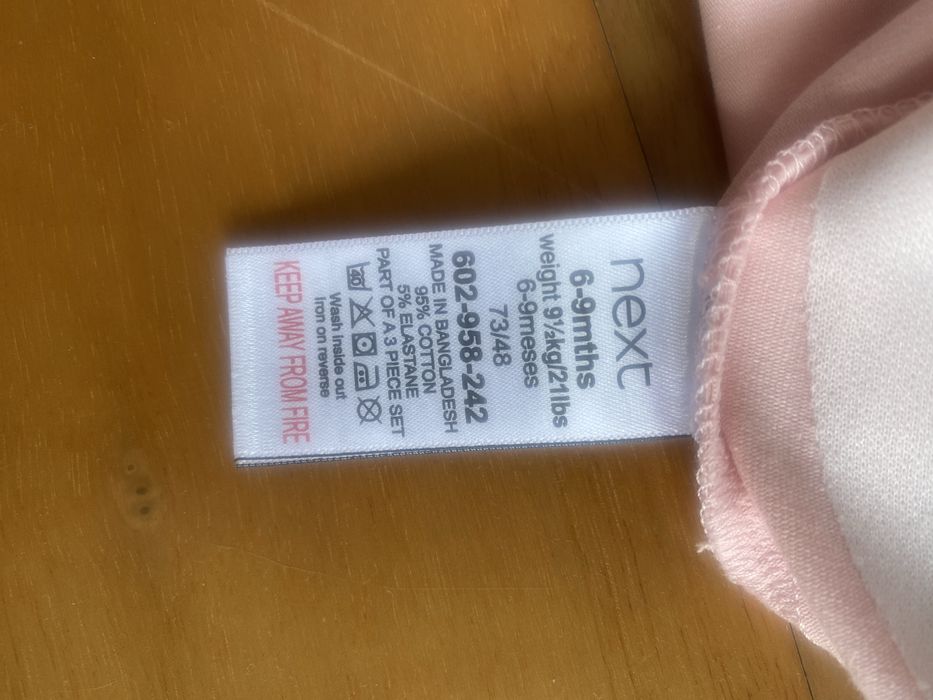 next
6-9mths
weight 9½kg/21lbs
6-9meses
73/48
602-958-242
MADE IN BANGLADESH
95% COTTON
5% ELASTANE
PART OF A 3 PIECE SET
40
Wash inside out
Iron on reverse
KEEP AWAY FROM FIRE